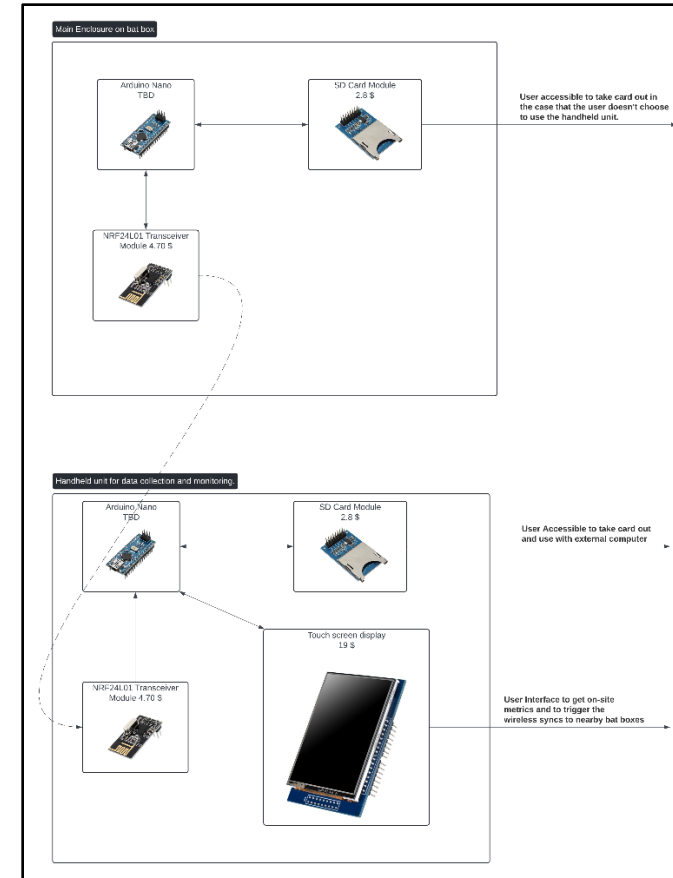 Main Enclosure on bat box
Arduino Nano
TBD
SD Card Module
2.8 $
User accessible to take card out in
the case that the user doesn't choose
to use the handheld unit.
NRF24L01 Transceiver
Module 4.70 $
Handheld unit for data collection and monitoring.
Arduino Nano
TBD
SD Card Module
2.8 $
User Accessible to take card out
and use with external computer
Touch screen display
19 $
NRF24L01 Transceiver
Module 4.70 $
User Interface to get on-site
metrics and to trigger the
wireless syncs to nearby bat boxes